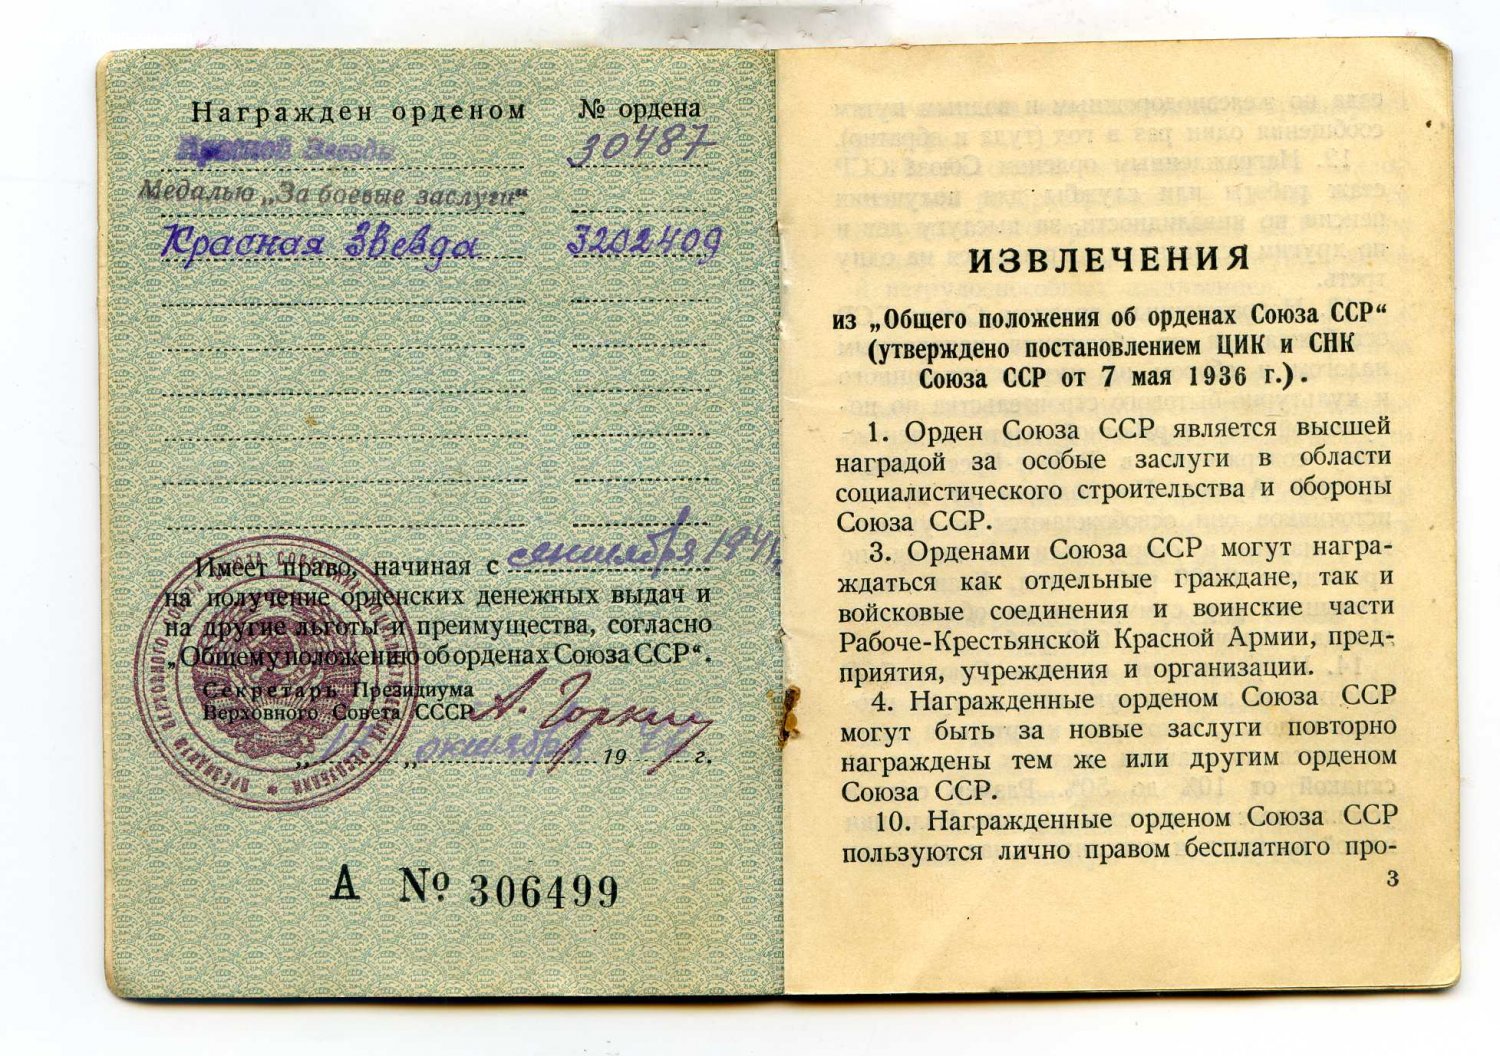 Награжден орденом № ордена
Красной Звезды 30487
Медалью „За боевые заслуги“
Красная Звезда 3202409
Имеет право, начиная с сентября 194
на получение орденских денежных выдач и
на другие льготы и преимущества, согласно
„Общему положению об орденах Союза ССР“.
Секретарь Президиума
Верховного Совета СССР А. Горкин
„ “ октября 19 г.
А № 306499
ИЗВЛЕЧЕНИЯ
из „Общего положения об орденах Союза ССР“
(утверждено постановлением ЦИК и СНК
Союза ССР от 7 мая 1936 г.).
1. Орден Союза ССР является высшей
наградой за особые заслуги в области
социалистического строительства и обороны
Союза ССР.
3. Орденами Союза ССР могут награ-
ждаться как отдельные граждане, так и
войсковые соединения и воинские части
Рабоче-Крестьянской Красной Армии, пред-
приятия, учреждения и организации.
4. Награжденные орденом Союза ССР
могут быть за новые заслуги повторно
награждены тем же или другим орденом
Союза ССР.
10. Награжденные орденом Союза ССР
пользуются лично правом бесплатного про-
3